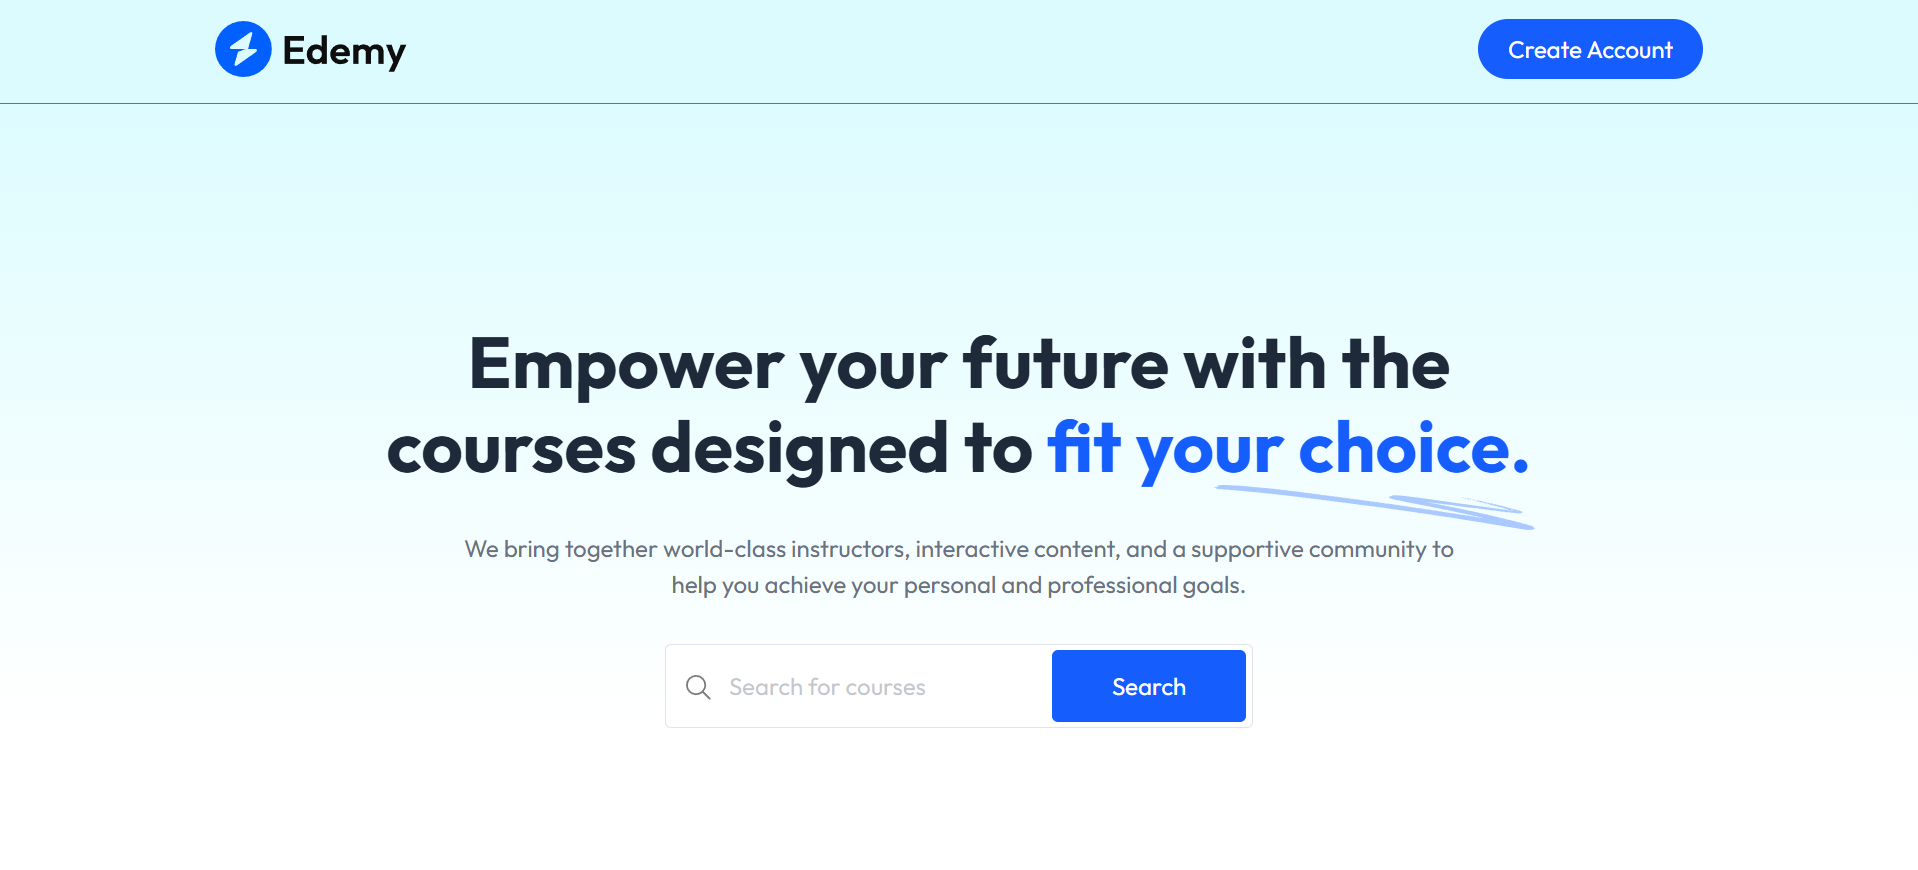 Edemy
Create Account
Empower your future with the
courses designed to fit your choice.
We bring together world-class instructors, interactive content, and a supportive community to
help you achieve your personal and professional goals.
Search for courses
Search